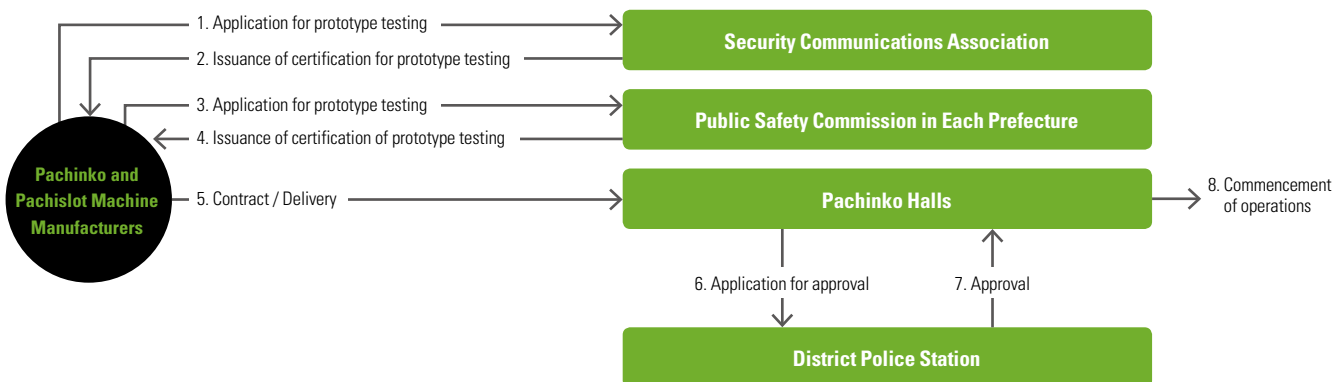 1. Application for prototype testing
Security Communications Association
2. Issuance of certification for prototype testing
3. Application for prototype testing
Public Safety Commission in Each Prefecture
4. Issuance of certification of prototype testing
Pachinko and
Pachislot Machine
Manufacturers
5. Contract / Delivery
Pachinko Halls
8. Commencement
of operations
6. Application for approval
7. Approval
District Police Station